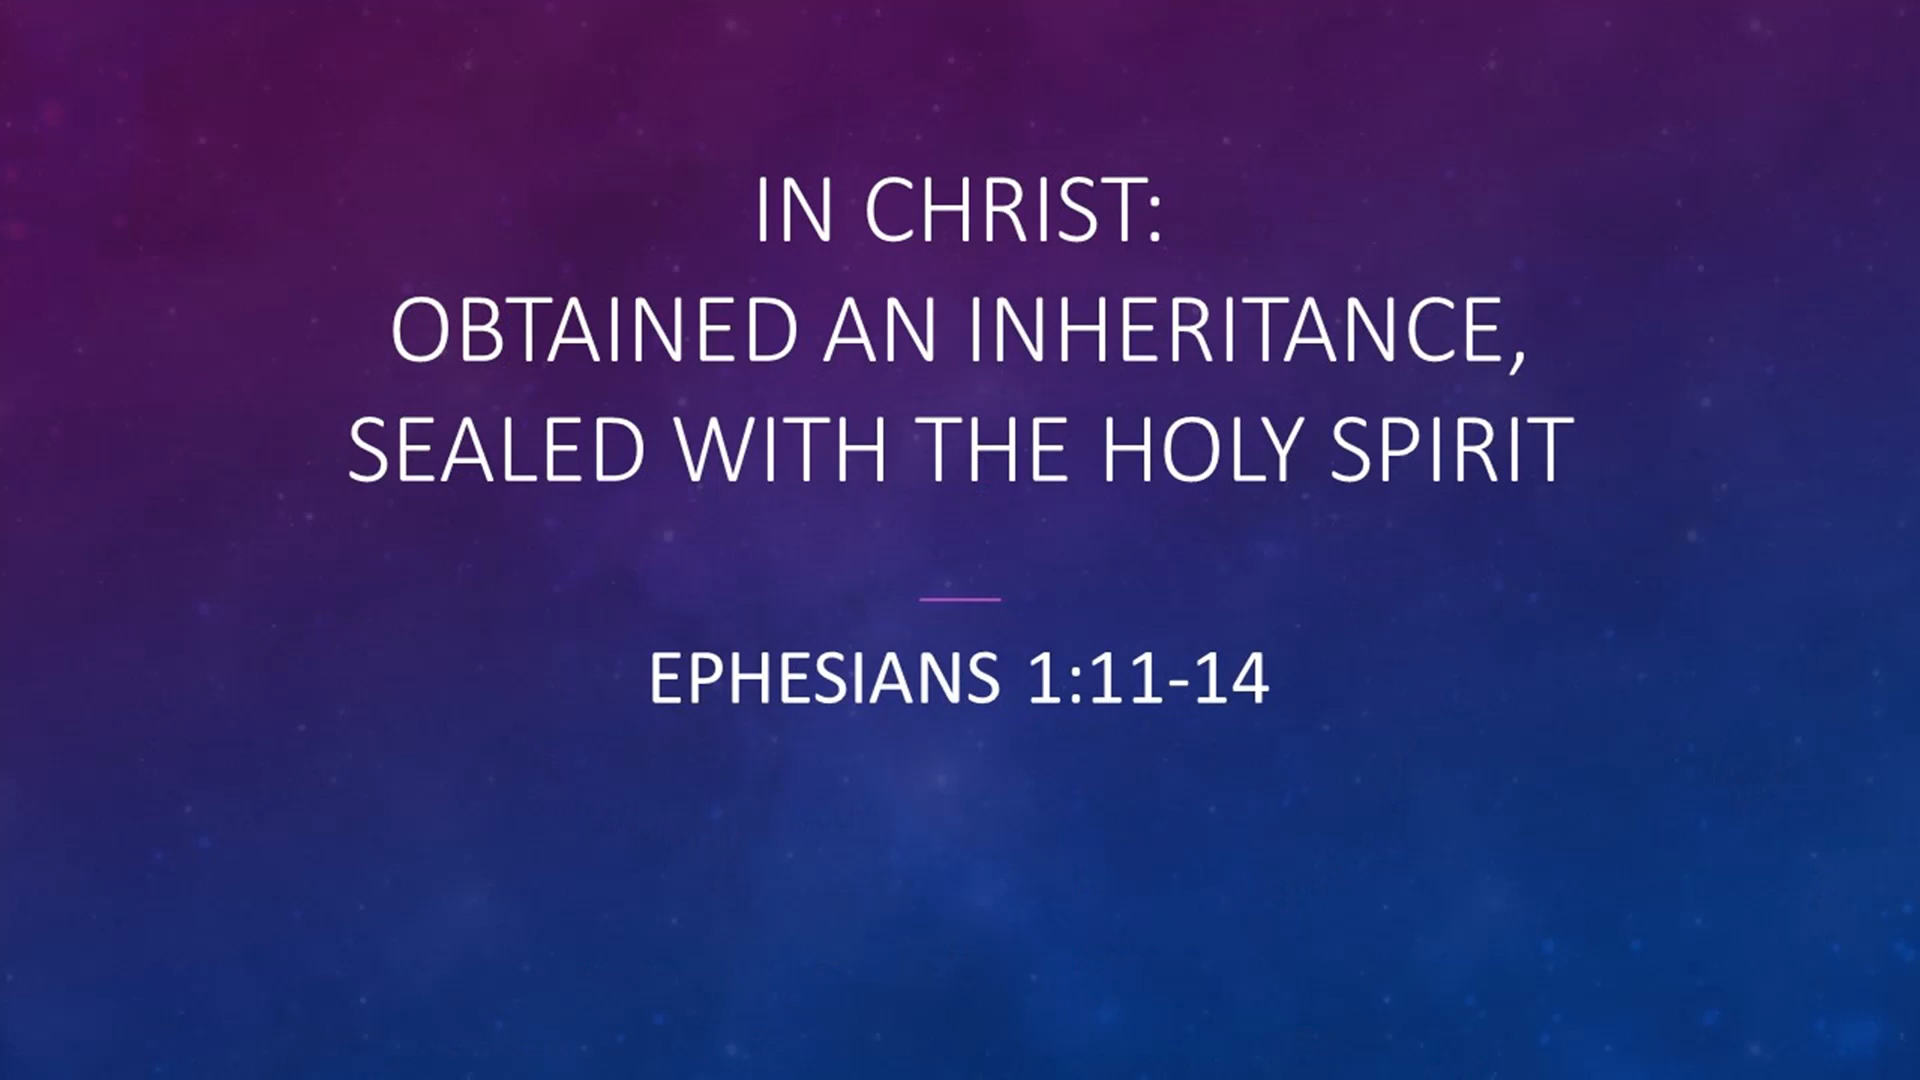 IN CHRIST:
OBTAINED AN INHERITANCE,
SEALED WITH THE HOLY SPIRIT
EPHESIANS 1:11-14